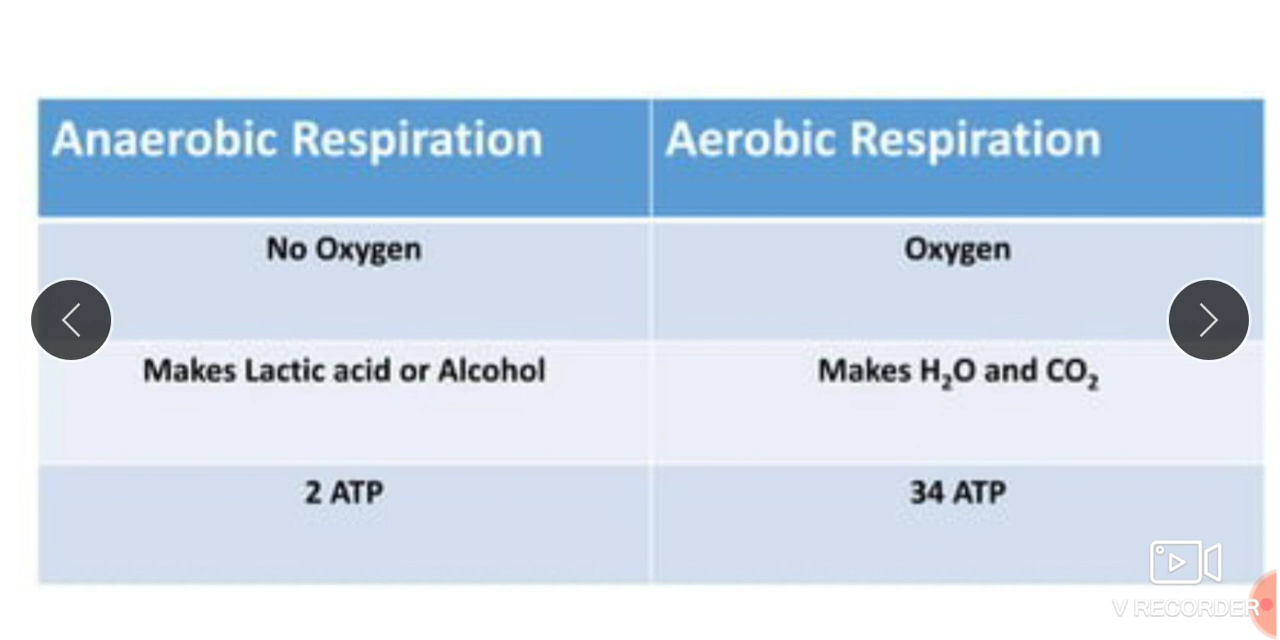 Anaerobic Respiration
Aerobic Respiration
No Oxygen
Oxygen
Makes Lactic acid or Alcohol
Makes H₂O and CO₂
2 ATP
34 ATP
V RECORDER